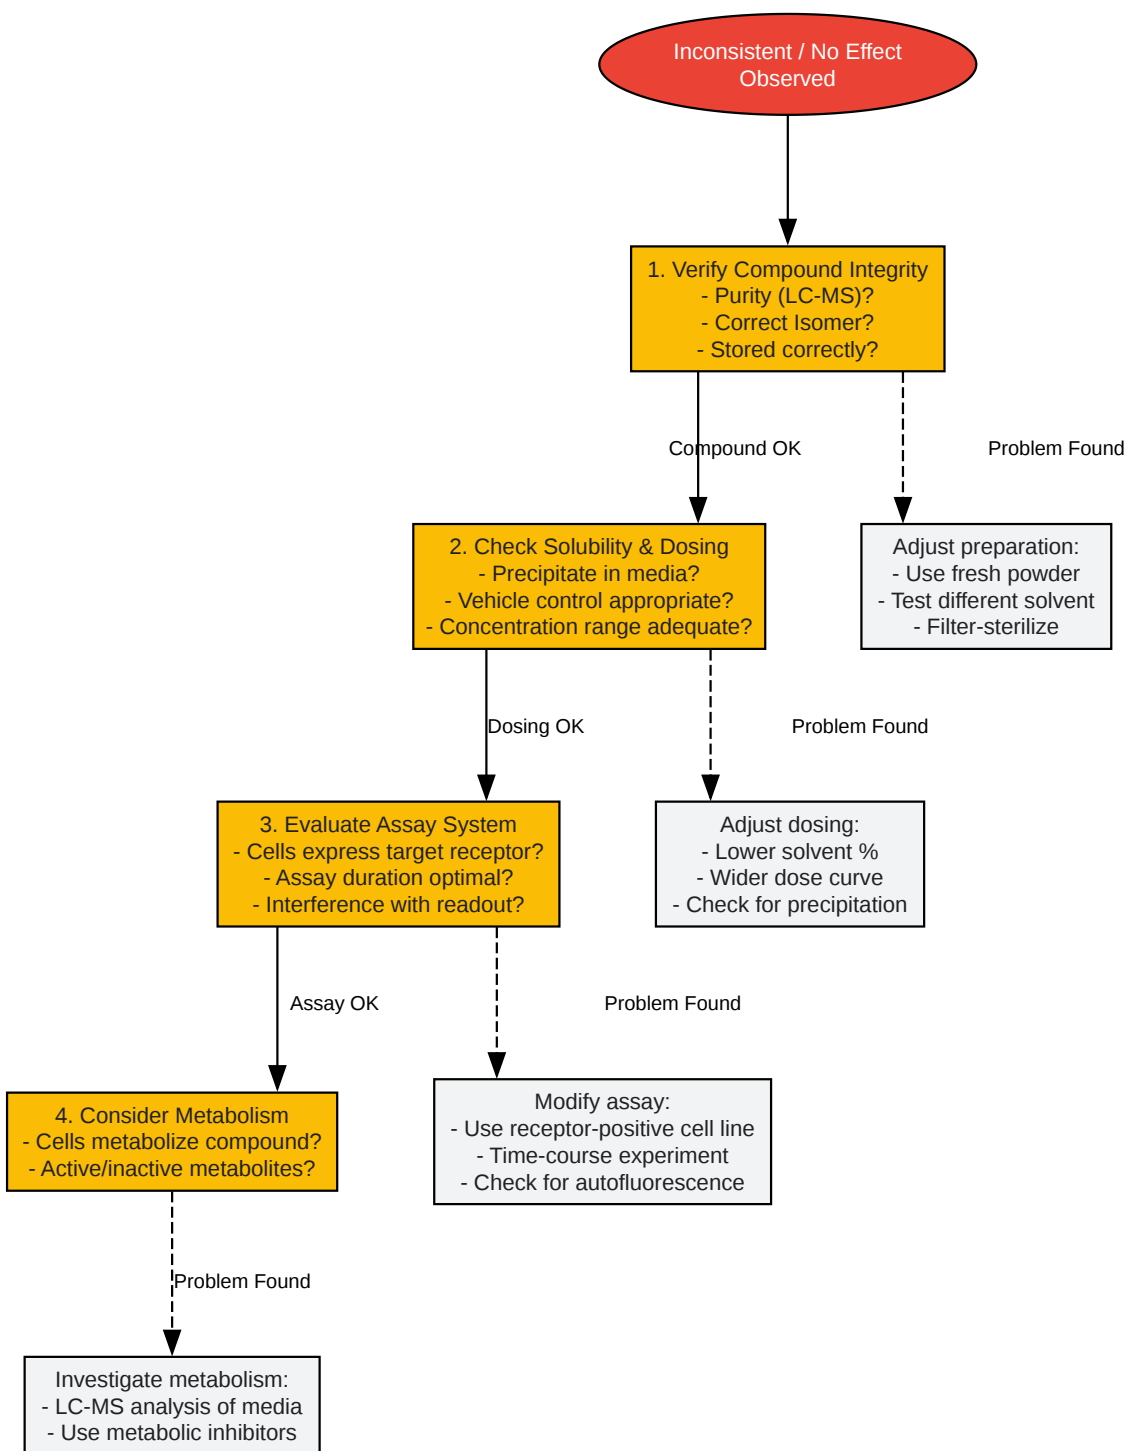 Inconsistent / No Effect
Observed
1. Verify Compound Integrity
- Purity (LC-MS)?
- Correct Isomer?
- Stored correctly?
Compound OK
Problem Found
2. Check Solubility & Dosing
- Precipitate in media?
- Vehicle control appropriate?
- Concentration range adequate?
Adjust preparation:
- Use fresh powder
- Test different solvent
- Filter-sterilize
Dosing OK
Problem Found
3. Evaluate Assay System
- Cells express target receptor?
- Assay duration optimal?
- Interference with readout?
Adjust dosing:
- Lower solvent %
- Wider dose curve
- Check for precipitation
Assay OK
Problem Found
4. Consider Metabolism
- Cells metabolize compound?
- Active/inactive metabolites?
Modify assay:
- Use receptor-positive cell line
- Time-course experiment
- Check for autofluorescence
Problem Found
Investigate metabolism:
- LC-MS analysis of media
- Use metabolic inhibitors